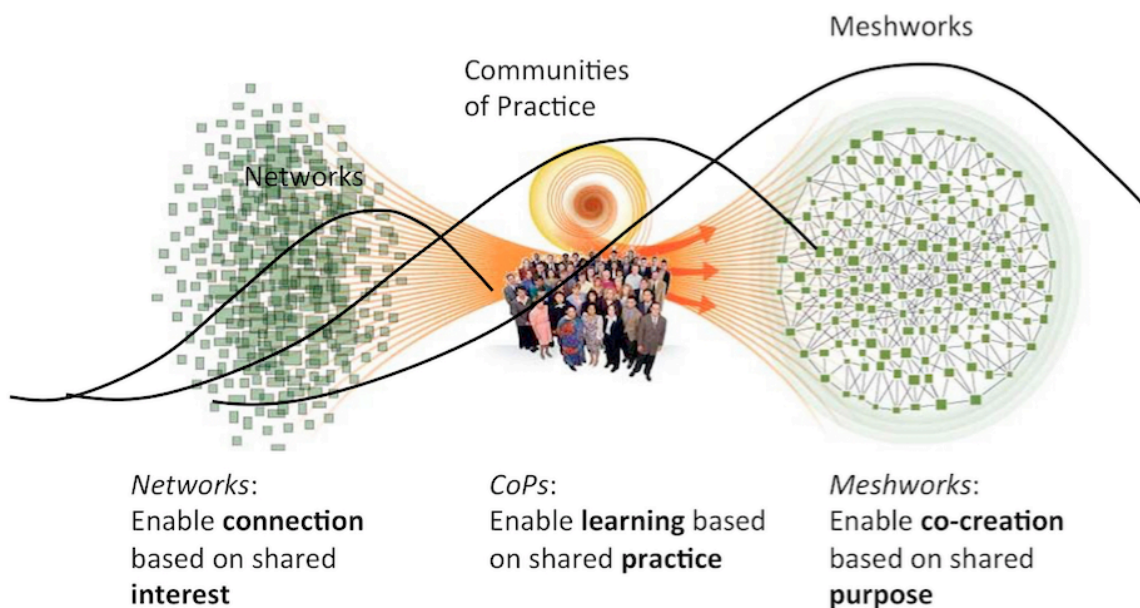 Meshworks
Communities
of Practice
Networks
Networks:
Enable connection
based on shared
interest
CoPs:
Enable learning based
on shared practice
Meshworks:
Enable co-creation
based on shared
purpose